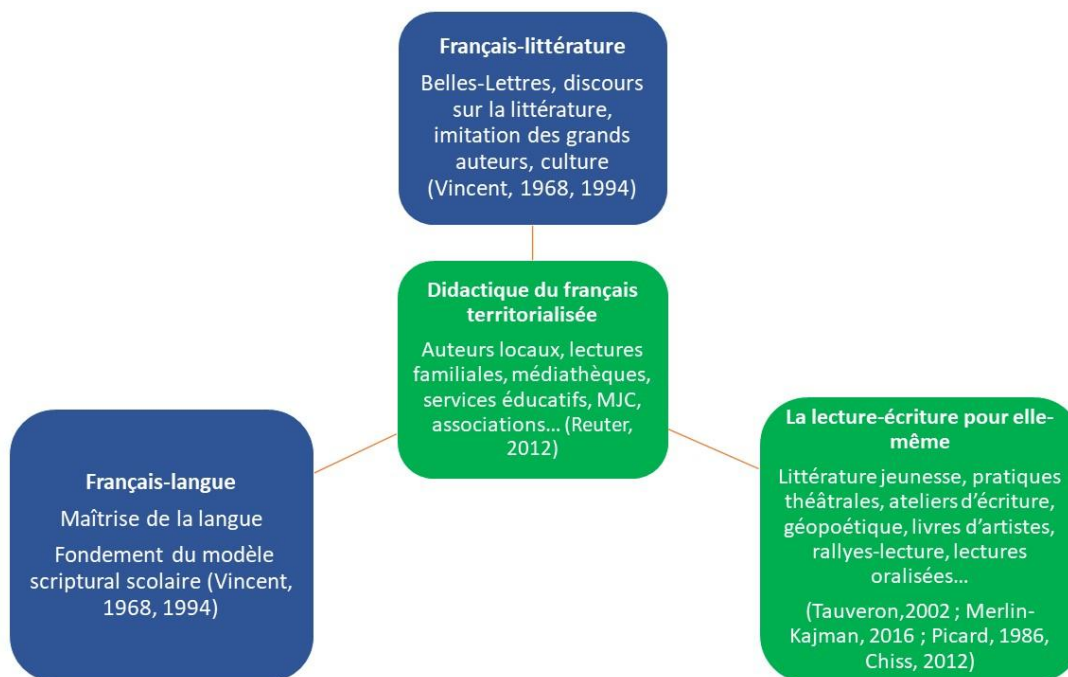 Français-littérature
Belles-Lettres, discours
sur la littérature,
imitation des grands
auteurs, culture
(Vincent, 1968, 1994)
Didactique du français
territorialisée
Auteurs locaux, lectures
familiales, médiathèques,
services éducatifs, MJC,
associations... (Reuter,
2012)
Français-langue
Maîtrise de la langue
Fondement du modèle
scriptural scolaire (Vincent,
1968, 1994)
La lecture-écriture pour elle-
même
Littérature jeunesse, pratiques
théâtrales, ateliers d'écriture,
géopoétique, livres d'artistes,
rallyes-lecture, lectures
oralisées...
(Tauveron,2002 ; Merlin-
Kajman, 2016 ; Picard, 1986,
Chiss, 2012)